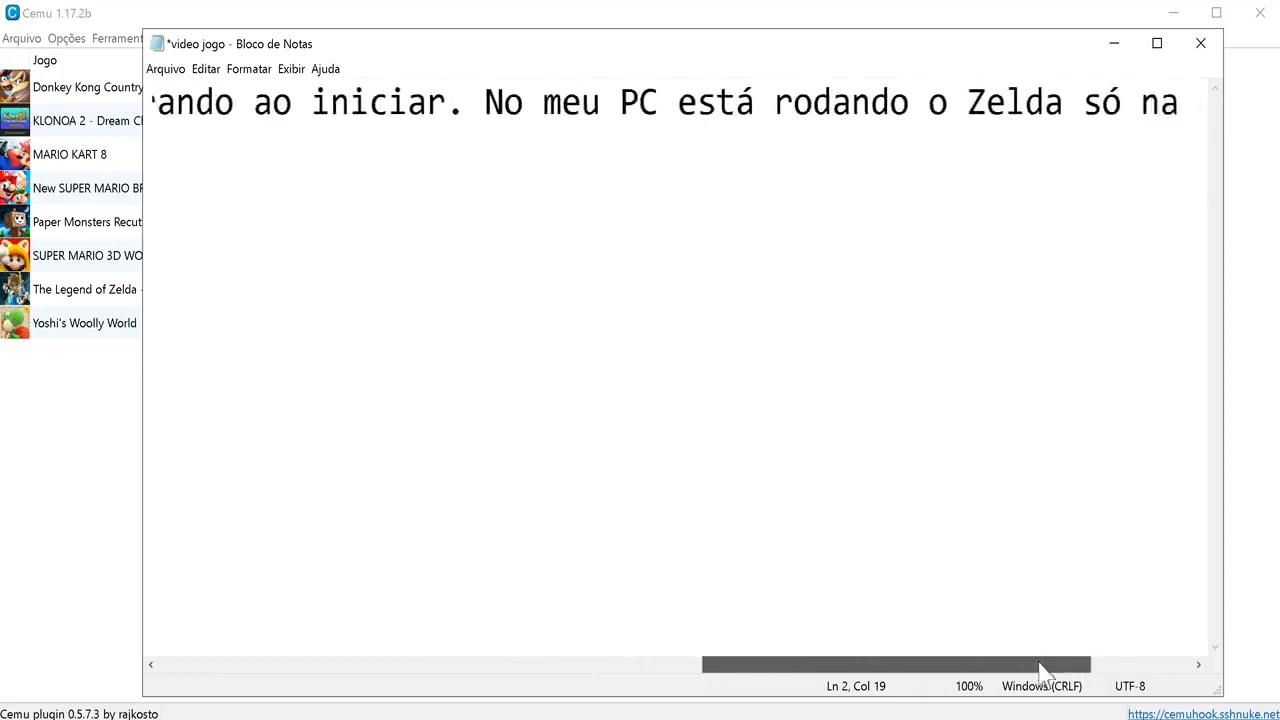 Cemu 1.17.2b
Arquivo Opções Ferrament
*video jogo - Bloco de Notas
Arquivo Editar Formatar Exibir Ajuda
Jogo
Donkey Kong Country
KLONOA 2 - Dream Ch
MARIO KART 8
New SUPER MARIO BR
Paper Monsters Recut
SUPER MARIO 3D WO
The Legend of Zelda -
Yoshi's Woolly World
ando ao iniciar. No meu PC está rodando o Zelda só na
Ln 2, Col 19 100% Windows (CRLF) UTF-8
Cemu plugin 0.5.7.3 by rajkosto
https://cemuhook.sshnuke.net